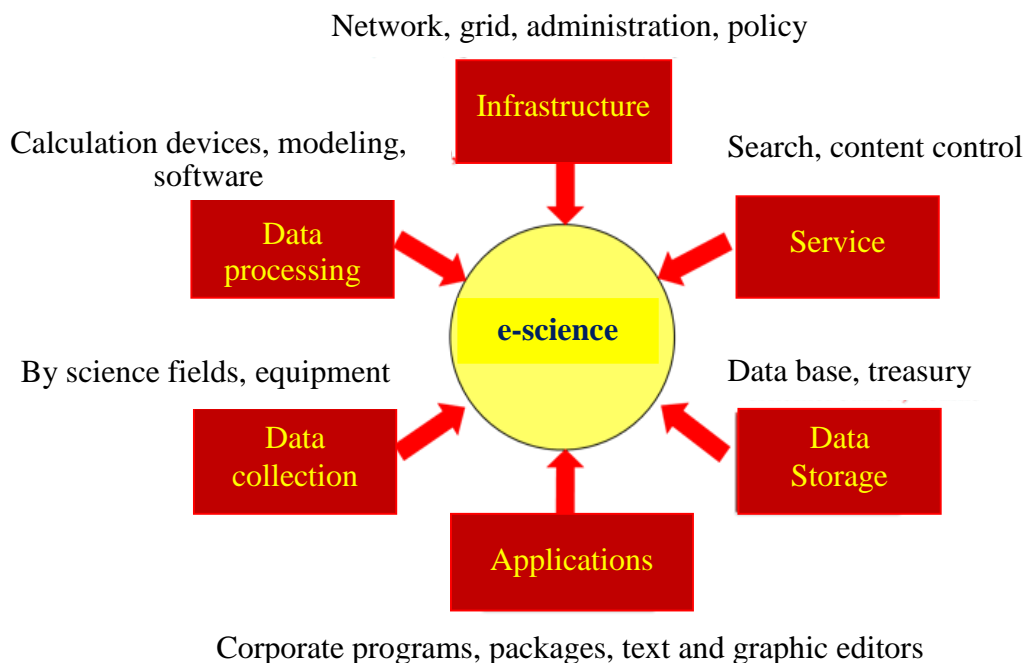 Network, grid, administration, policy
Infrastructure
Calculation devices, modeling,
software
Search, content control
Data
processing
Service
e-science
By science fields, equipment
Data base, treasury
Data
collection
Data
Storage
Applications
Corporate programs, packages, text and graphic editors